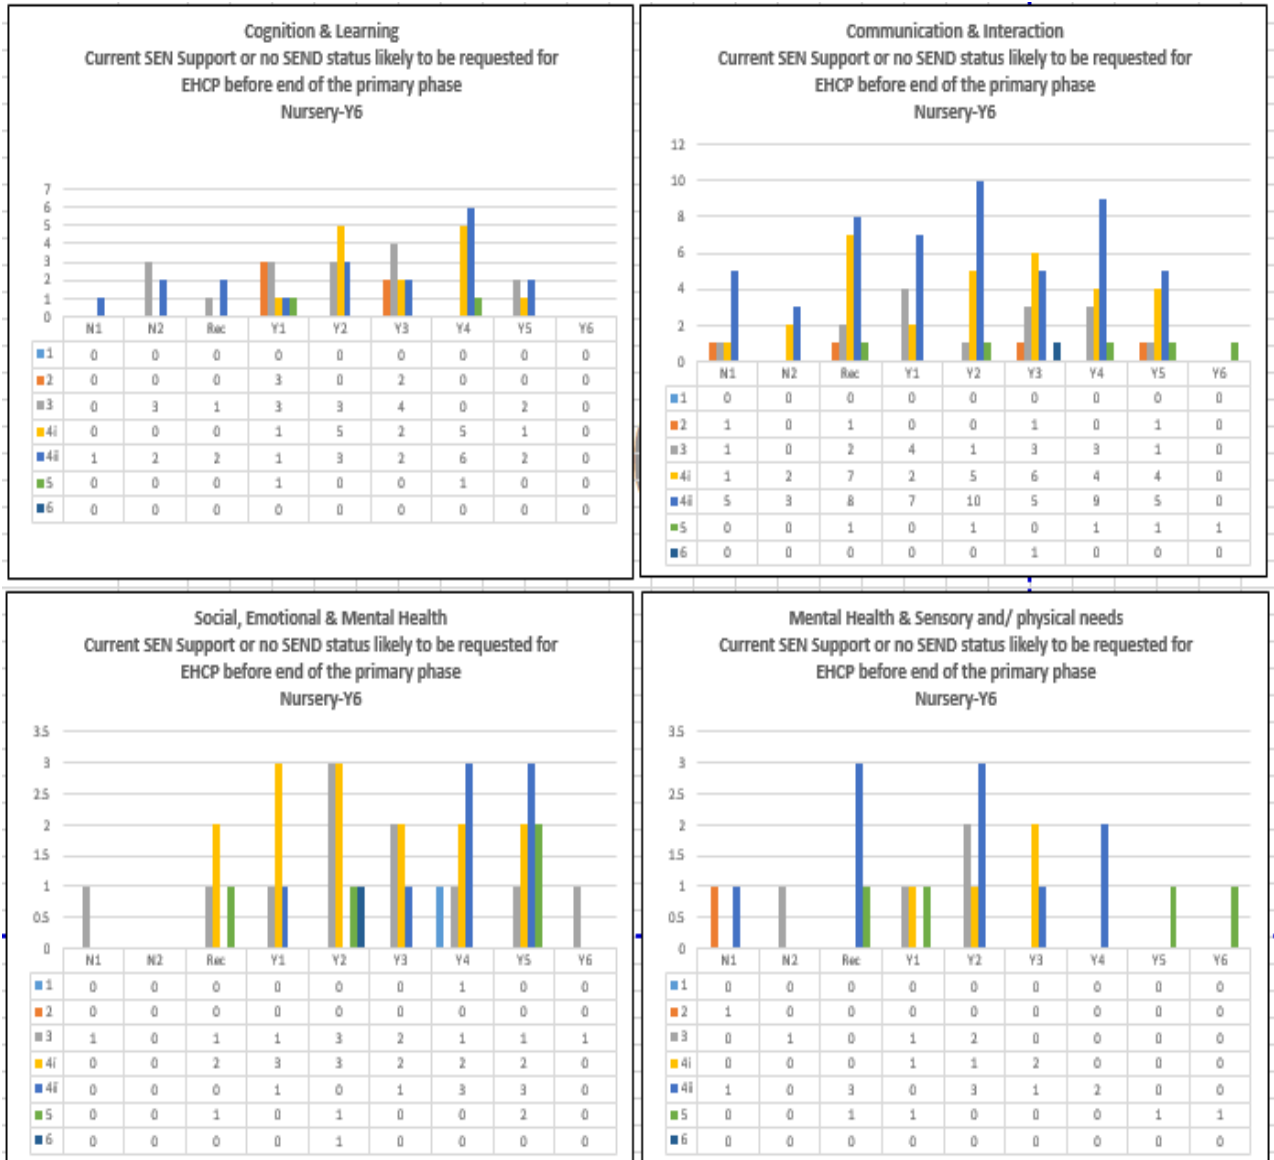 Cognition & Learning
Current SEN Support or no SEND status likely to be requested for
EHCP before end of the primary phase
Nursery-Y6
7
6
5
4
3
2
1
0
N1 N2 Rec Y1 Y2 Y3 Y4 Y5 Y6
1 0 0 0 0 0 0 0 0 0
2 0 0 0 3 0 2 0 0 0
3 0 3 1 3 3 4 0 2 0
4i 0 0 0 1 5 2 5 1 0
4ii 1 2 2 1 3 2 6 2 0
5 0 0 0 1 0 0 1 0 0
6 0 0 0 0 0 0 0 0 0
Communication & Interaction
Current SEN Support or no SEND status likely to be requested for
EHCP before end of the primary phase
Nursery-Y6
12
10
8
6
4
2
0
N1 N2 Rec Y1 Y2 Y3 Y4 Y5 Y6
1 0 0 0 0 0 0 0 0 0
2 1 0 1 0 0 1 0 1 0
3 1 0 2 4 1 3 3 1 0
4i 1 2 7 2 5 6 4 4 0
4ii 5 3 8 7 10 5 9 5 0
5 0 0 1 0 1 0 1 1 1
6 0 0 0 0 0 1 0 0 0
Social, Emotional & Mental Health
Current SEN Support or no SEND status likely to be requested for
EHCP before end of the primary phase
Nursery-Y6
3.5
3
2.5
2
1.5
1
0.5
0
N1 N2 Rec Y1 Y2 Y3 Y4 Y5 Y6
1 0 0 0 0 0 0 1 0 0
2 0 0 0 0 0 0 0 0 0
3 1 0 1 1 3 2 1 1 1
4i 0 0 2 3 3 2 2 2 0
4ii 0 0 0 1 0 1 3 3 0
5 0 0 1 0 1 0 0 2 0
6 0 0 0 0 1 0 0 0 0
Mental Health & Sensory and/ physical needs
Current SEN Support or no SEND status likely to be requested for
EHCP before end of the primary phase
Nursery-Y6
3.5
3
2.5
2
1.5
1
0.5
0
N1 N2 Rec Y1 Y2 Y3 Y4 Y5 Y6
1 0 0 0 0 0 0 0 0 0
2 1 0 0 0 0 0 0 0 0
3 0 1 0 1 2 0 0 0 0
4i 0 0 0 1 1 2 0 0 0
4ii 1 0 3 0 3 1 2 0 0
5 0 0 1 1 0 0 0 1 1
6 0 0 0 0 0 0 0 0 0